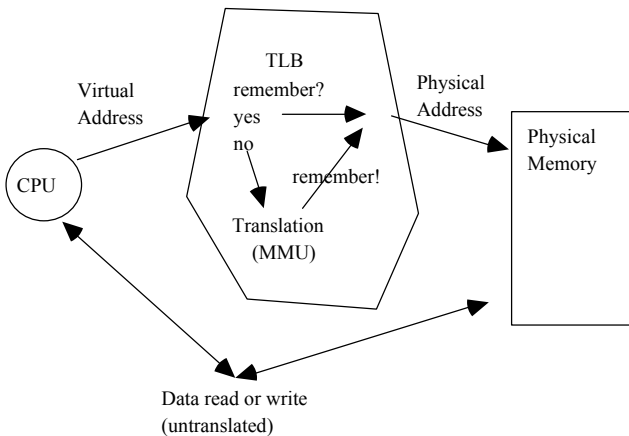 TLB
remember?
yes
no
remember!
Translation
(MMU)
Virtual
Address
Physical
Address
Physical
Memory
CPU
Data read or write
(untranslated)